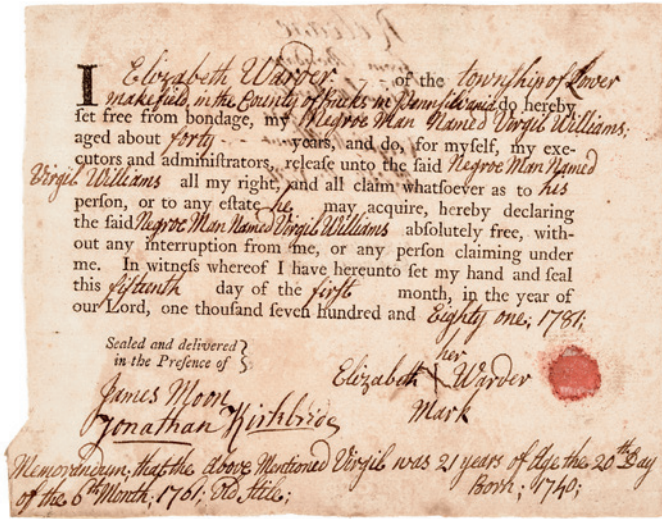 I Elizabeth Warder - - of the township of Lower
makefield, in the County of Bucks in Pennsilvania do hereby
set free from bondage, my Negroe Man Named Virgil Williams;
aged about forty - - - years, and do, for myself, my exe-
cutors and administrators, release unto the said Negroe Man Named
Virgil Williams all my right, and all claim whatsoever as to his
person, or to any estate he may acquire, hereby declaring
the said Negroe Man Named Virgil Williams absolutely free, with-
out any interruption from me, or any person claiming under
me. In witness whereof I have hereunto set my hand and seal
this fifteenth day of the first month, in the year of
our Lord, one thousand seven hundred and Eighty one; 1781;
Sealed and delivered
in the Presence of
her
Elizabeth X Warder
Mark
James Moon
Jonathan Kirkbride
Memorandum; that the above Mentioned Virgil was 21 years of Age the 20th Day
of the 6th Month; 1761; Old Stile; Born; 1740;